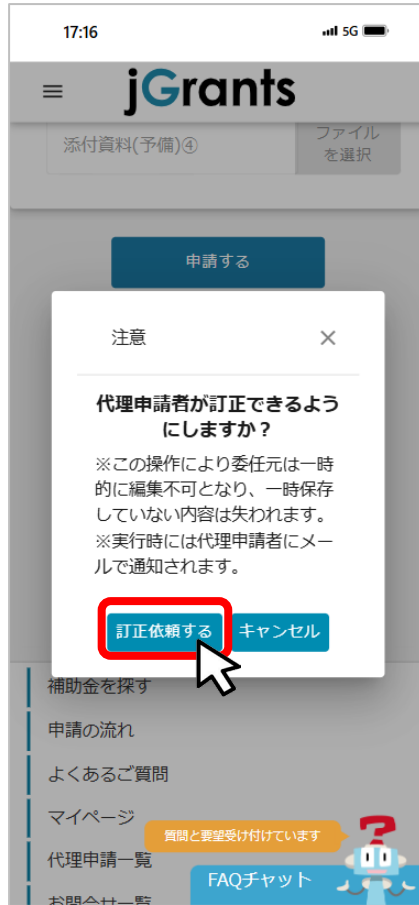 17:16
5G
jGrants
添付資料(予備)④
ファイル
を選択
申請する
注意
代理申請者が訂正できるよう
にしますか？
※この操作により委任元は一時
的に編集不可となり、一時保存
していない内容は失われます。
※実行時には代理申請者にメー
ルで通知されます。
訂正依頼する
キャンセル
補助金を探す
申請の流れ
よくあるご質問
マイページ
質問と要望受け付けています
代理申請一覧
FAQチャット
お問合せ一覧